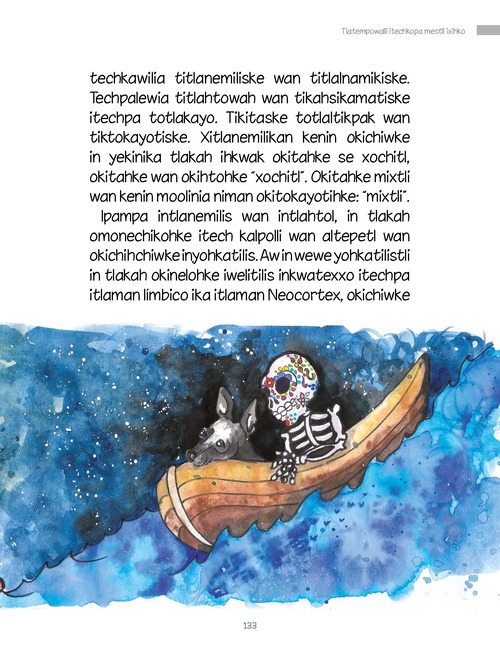 Tlatempowalli itechkopa mestli ixihko
techkawilia titlanemiliske wan titlalnamikiske.
Techpalewia titlahtowah wan tikahsikamatiske
itechpa totlakayo. Tikitaske totlaltikpak wan
tiktokayotiske. Xitlanemilikan kenin okichiwke
in yekinika tlakah ihkwak okitahke se xochitl,
okitahke wan okihtohke “xochitl”. Okitahke mixtli
wan kenin moolinia niman okitokayotihke: “mixtli”.
Ipampa intlanemilis wan intlahtol, in tlakah
omonechikohke itech kalpolli wan altepetl wan
okichihchiwke inyohkatilis. Aw in wewe yohkatilistli
in tlakah okinelohke iwelitilis inkwatexxo itechpa
itlaman limbico ika itlaman Neocortex, okichiwke
133